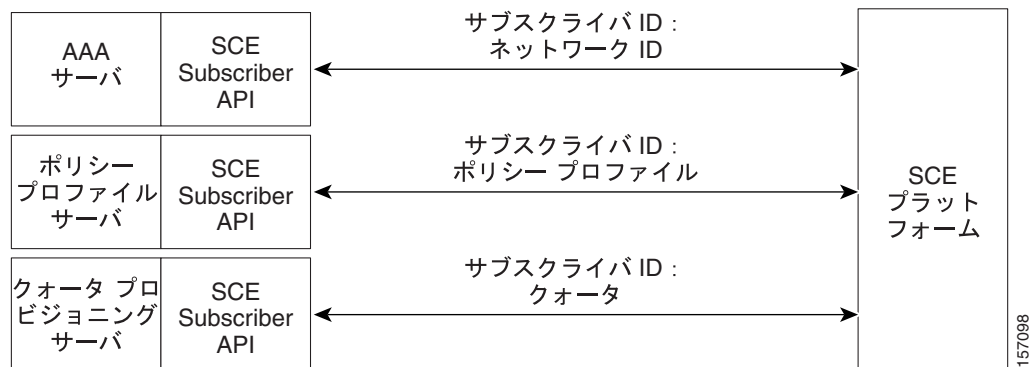 AAA
サーバ
SCE
Subscriber
API
サブスクライバ ID：
ネットワーク ID
ポリシー
プロファイル
サーバ
SCE
Subscriber
API
サブスクライバ ID：
ポリシー プロファイル
クォータ プロ
ビジョニング
サーバ
SCE
Subscriber
API
サブスクライバ ID：
クォータ
SCE
プラット
フォーム
157098